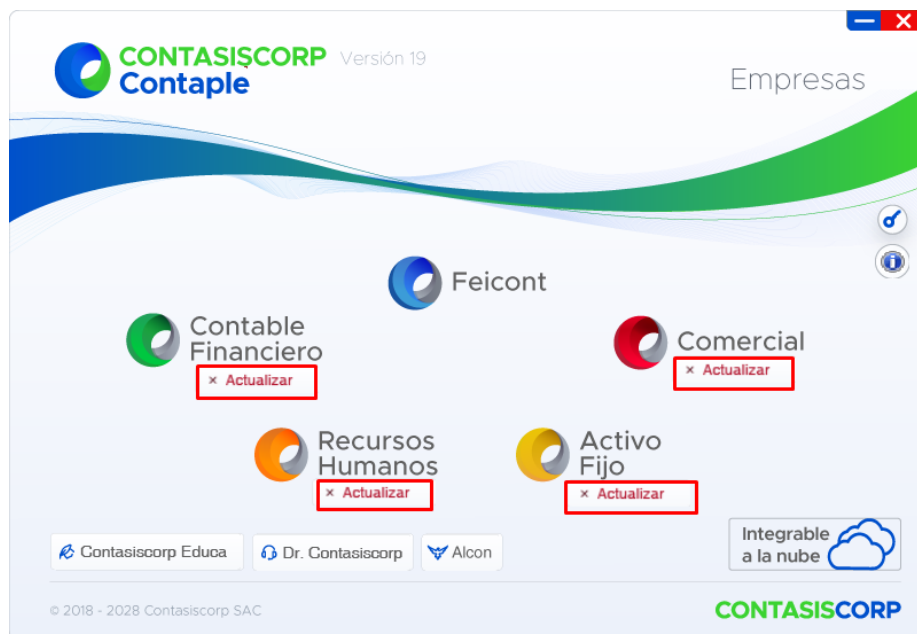 CONTASISCORP Versión 19
Contaple
Empresas
Feicont
Contable
Financiero
× Actualizar
Comercial
× Actualizar
Recursos
Humanos
× Actualizar
Activo
Fijo
× Actualizar
Contasiscorp Educa
Dr. Contasiscorp
Alcon
Integrable
a la nube
© 2018 - 2028 Contasiscorp SAC
CONTASISCORP